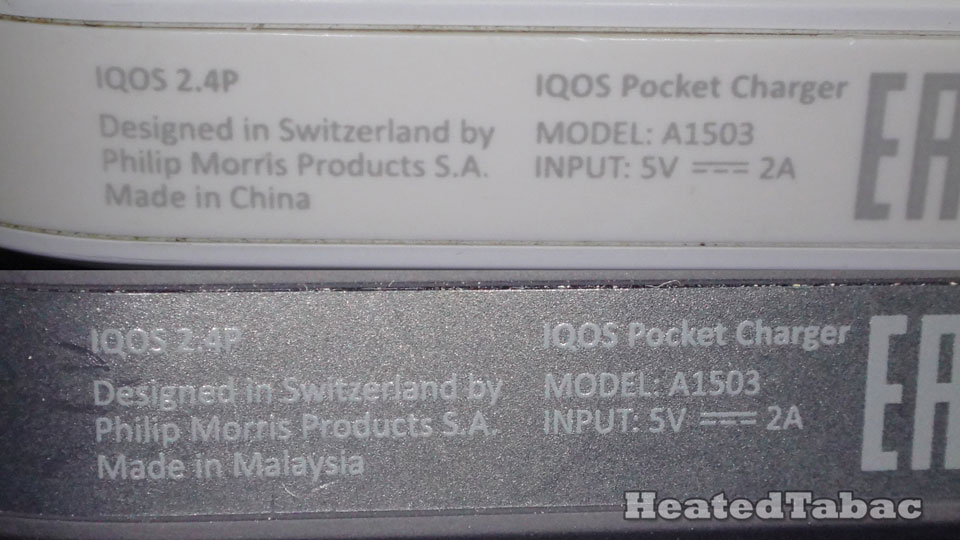 IQOS 2.4P
Designed in Switzerland by
Philip Morris Products S.A.
Made in China
IQOS Pocket Charger
MODEL: A1503
INPUT: 5V ⎓ 2A
IQOS 2.4P
Designed in Switzerland by
Philip Morris Products S.A.
Made in Malaysia
IQOS Pocket Charger
MODEL: A1503
INPUT: 5V ⎓ 2A
HeatedTabac